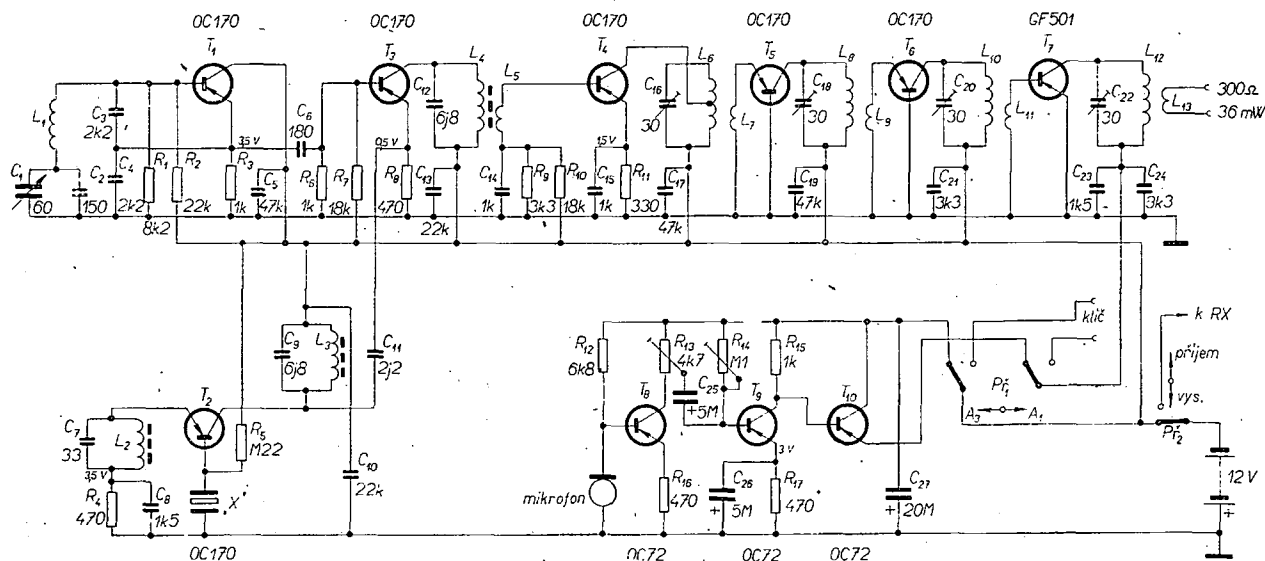 OC170 OC170 OC170 OC170 OC170 GF501
T1 T3 L4 T4 L6 T5 L8 T6 L10 T7 L12
L1 C3 2k2 C6 180 C12 6j8 L5 C16 30 L7 C18 30 L9 C20 30 L11 C22 30 L13 300Ω 36 mW
3,5 V 0,5 V 1,5 V
C1 60 C2 150 C4 2k2 R1 8k2 R2 22k R3 1k C5 47k R6 1k R7 18k R8 470 C13 22k C14 1k R9 3k3 R10 18k C15 1k R11 330 C17 47k C19 47k C21 3k3 C23 1k5 C24 3k3
C9 6j8 L3 C11 2j2
R12 6k8 R13 4k7 R14 M1 R15 1k
klíč k RX
příjem
vys.
Př1 A3 A1 Př2
T2 R5 M22
C7 33 L2 3,5 V R4 470 C8 1k5 X C10 22k
T8 C25 +5M T9 T10
3 V
mikrofon R16 470 C26 +5M R17 470 C27 +20M 12 V
+
OC170 OC72 OC72 OC72